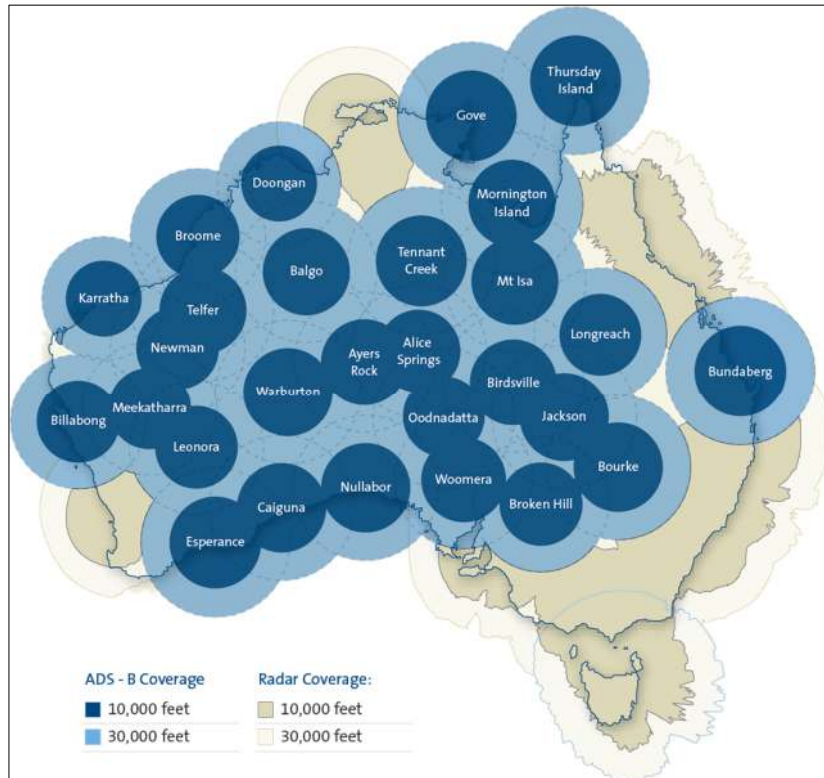 Thursday
Island
Gove
Doongan
Mornington
Island
Broome
Tennant
Creek
Balgo
Mt Isa
Karratha
Telfer
Longreach
Newman
Ayers
Rock
Alice
Springs
Bundaberg
Birdsville
Warburton
Meekatharra
Billabong
Oodnadatta
Jackson
Leonora
Bourke
Woomera
Nullabor
Broken Hill
Caiguna
Esperance
ADS - B Coverage
10,000 feet
30,000 feet
Radar Coverage:
10,000 feet
30,000 feet